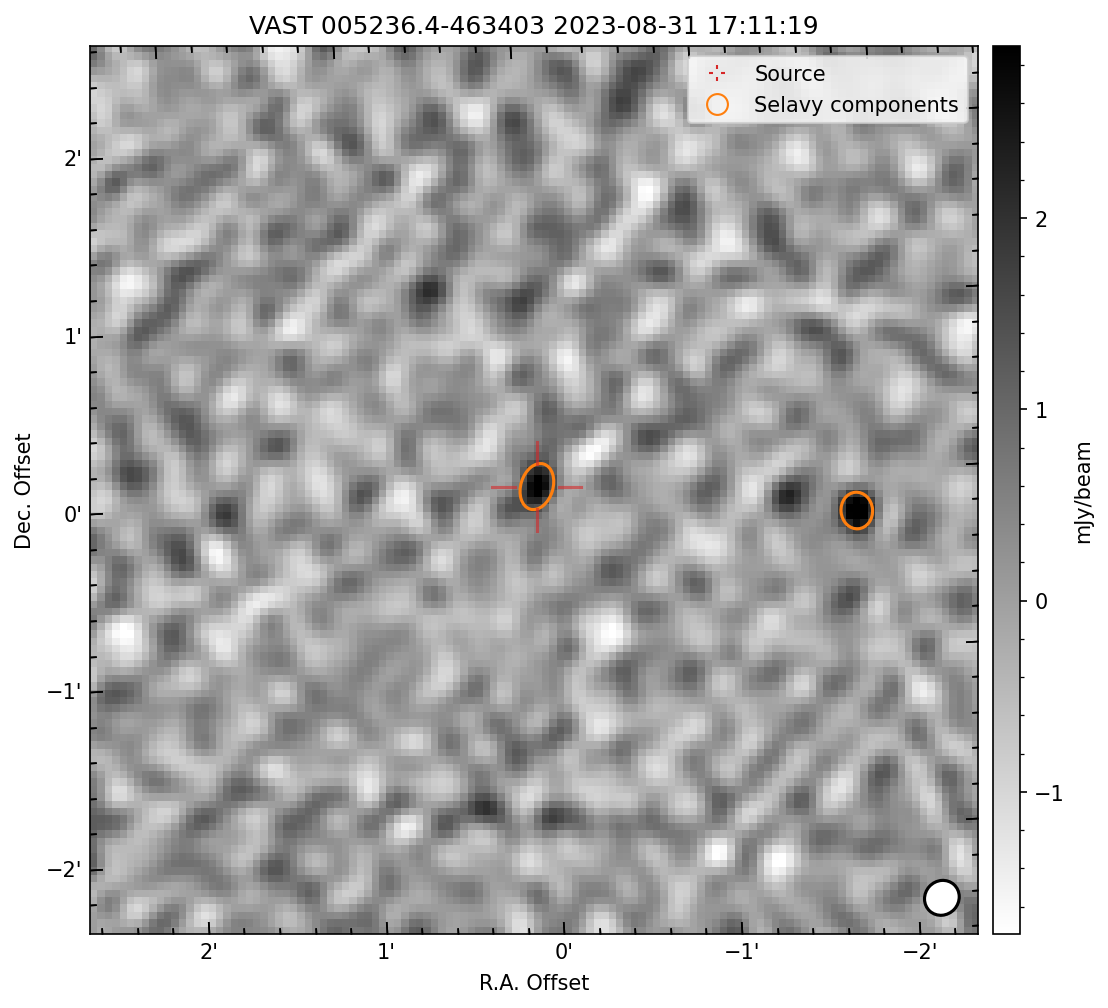 VAST 005236.4-463403 2023-08-31 17:11:19
Source
Selavy components
2'
1'
0'
−1'
−2'
Dec. Offset
2'
1'
0'
−1'
−2'
R.A. Offset
2
1
0
−1
mJy/beam